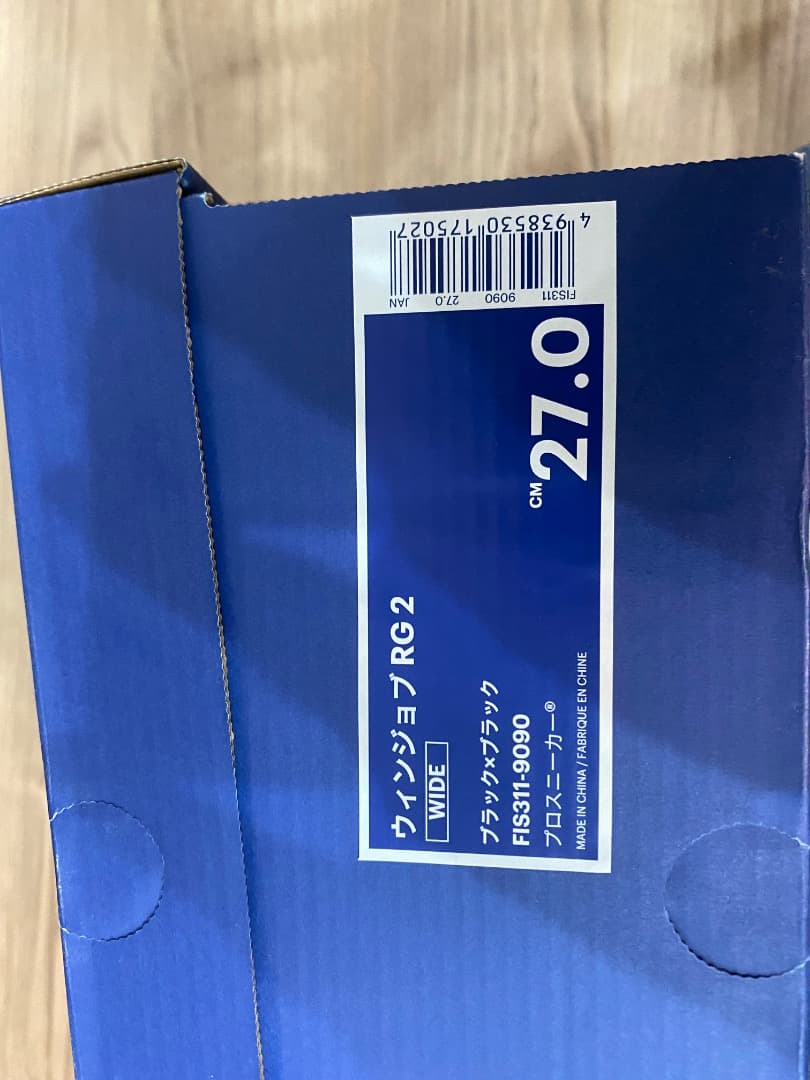 ウィンジョブ RG 2
WIDE
ブラック×ブラック
FIS311-9090
プロスニーカー®
MADE IN CHINA / FABRIQUE EN CHINE
CM 27.0
FIS311 9090 27.0 JAN
4 938530 175027